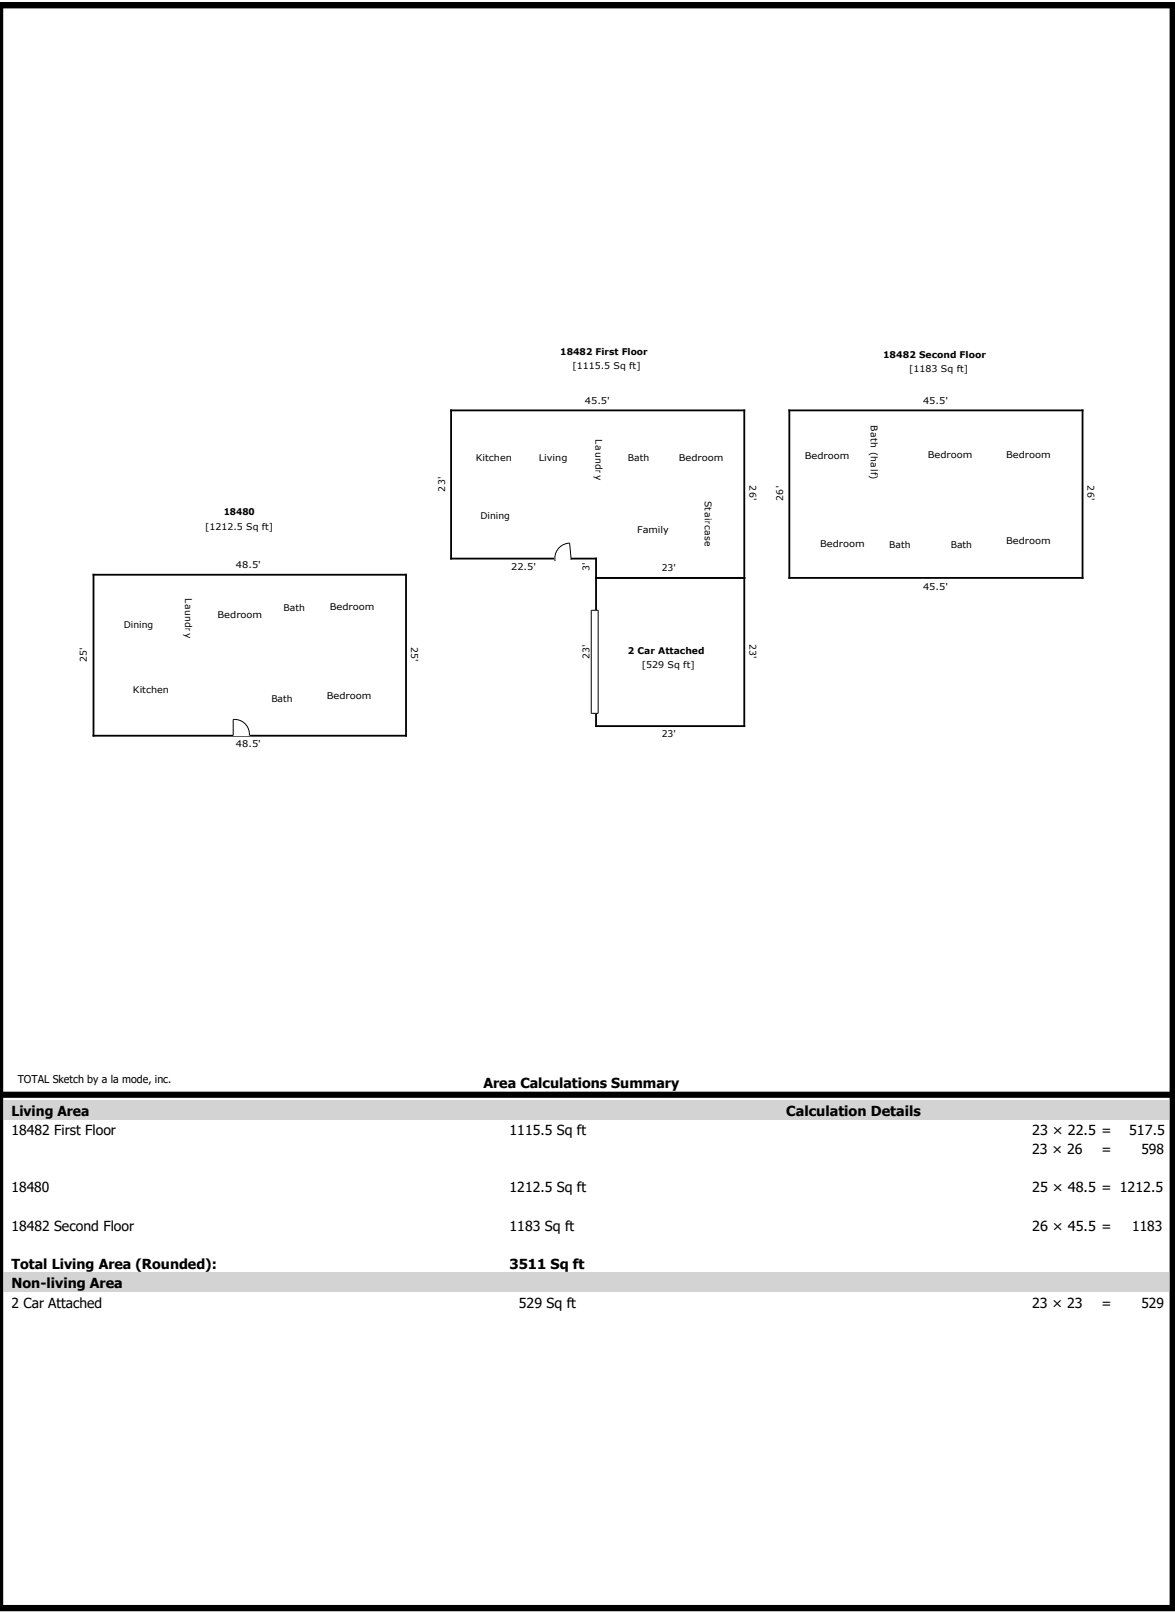 18482 First Floor
[1115.5 Sq ft]
18482 Second Floor
[1183 Sq ft]
45.5'
45.5'
Kitchen
Living
Laundry
Bath
Bedroom
23'
26'
Dining
Family
Staircase
22.5'
3'
23'
Bedroom
Bath (half)
Bedroom
Bedroom
26'
26'
Bedroom
Bath
Bath
Bedroom
45.5'
18480
[1212.5 Sq ft]
48.5'
Dining
Laundry
Bedroom
Bath
Bedroom
25'
25'
Kitchen
Bath
Bedroom
48.5'
23'
2 Car Attached
[529 Sq ft]
23'
23'
TOTAL Sketch by a la mode, inc.
Area Calculations Summary
Living Area Calculation Details
18482 First Floor 1115.5 Sq ft 23 × 22.5 = 517.5
23 × 26 = 598
18480 1212.5 Sq ft 25 × 48.5 = 1212.5
18482 Second Floor 1183 Sq ft 26 × 45.5 = 1183
Total Living Area (Rounded): 3511 Sq ft
Non-living Area
2 Car Attached 529 Sq ft 23 × 23 = 529